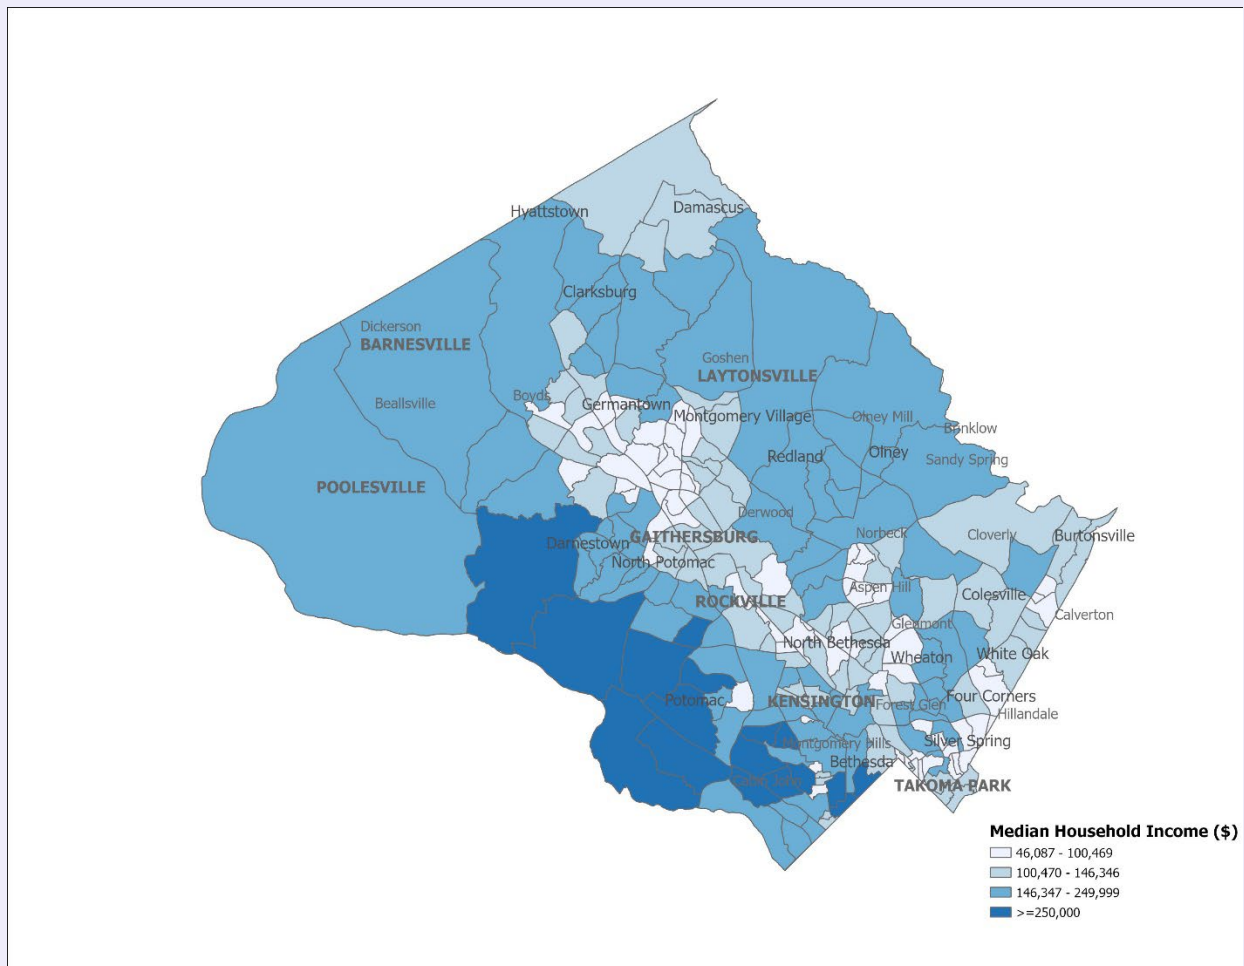 Hyattstown
Damascus
Clarksburg
Dickerson
BARNESVILLE
Goshen
LAYTONSVILLE
Boyds
Beallsville
Germantown
Montgomery Village
Olney Mill
Brinklow
Redland
Olney
Sandy Spring
POOLESVILLE
Derwood
Norbeck
Cloverly
Burtonsville
GAITHERSBURG
Darnestown
North Potomac
Aspen Hill
Colesville
ROCKVILLE
Calverton
Glenmont
North Bethesda
Wheaton
White Oak
Potomac
KENSINGTON
Forest Glen
Four Corners
Hillandale
Montgomery Hills
Silver Spring
Bethesda
Cabin John
TAKOMA PARK
Median Household Income ($)
46,087 - 100,469
100,470 - 146,346
146,347 - 249,999
>=250,000